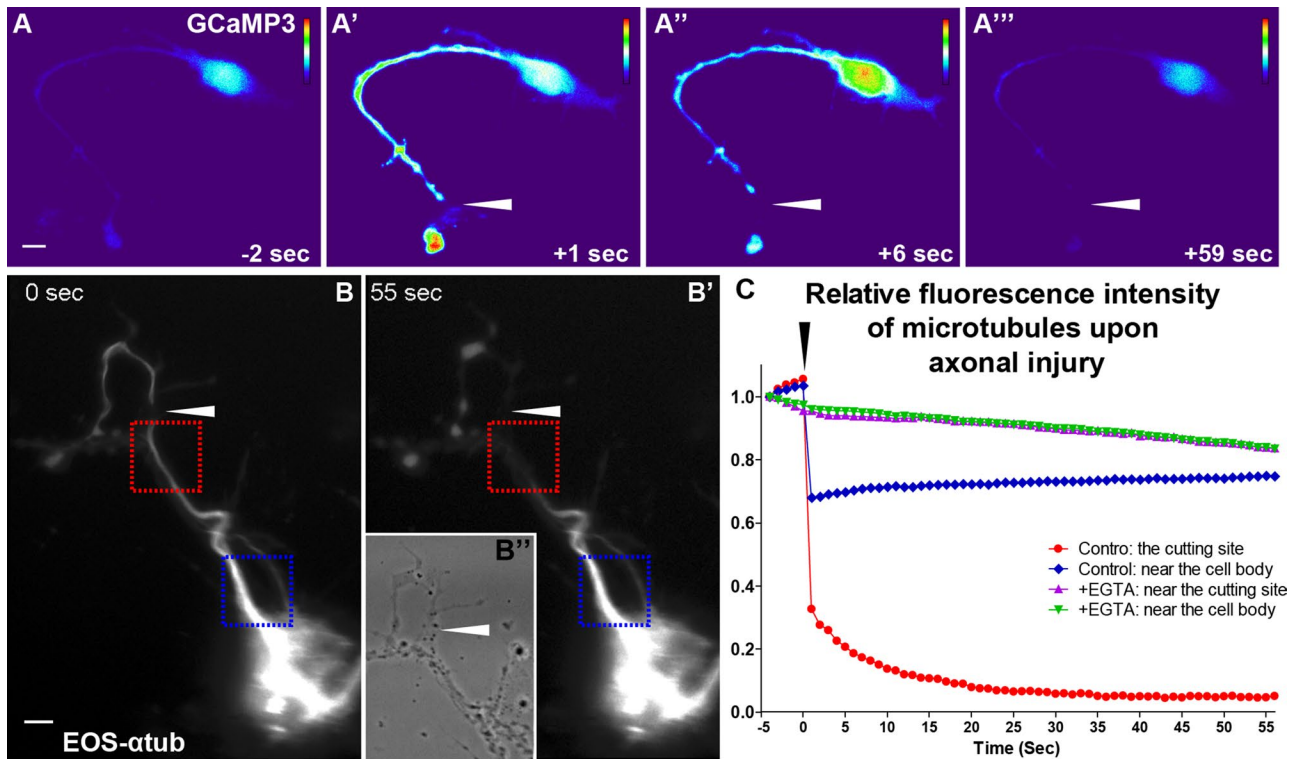 A
GCaMP3
-2 sec
A'
+1 sec
A''
+6 sec
A'''
+59 sec
0 sec
B
EOS-αtub
55 sec
B'
B''
C
Relative fluorescence intensity
of microtubules upon
axonal injury
1.0
0.8
0.6
0.4
0.2
0.0
-5 0 5 10 15 20 25 30 35 40 45 50 55
Time (Sec)
Contro: the cutting site
Control: near the cell body
+EGTA: near the cutting site
+EGTA: near the cell body